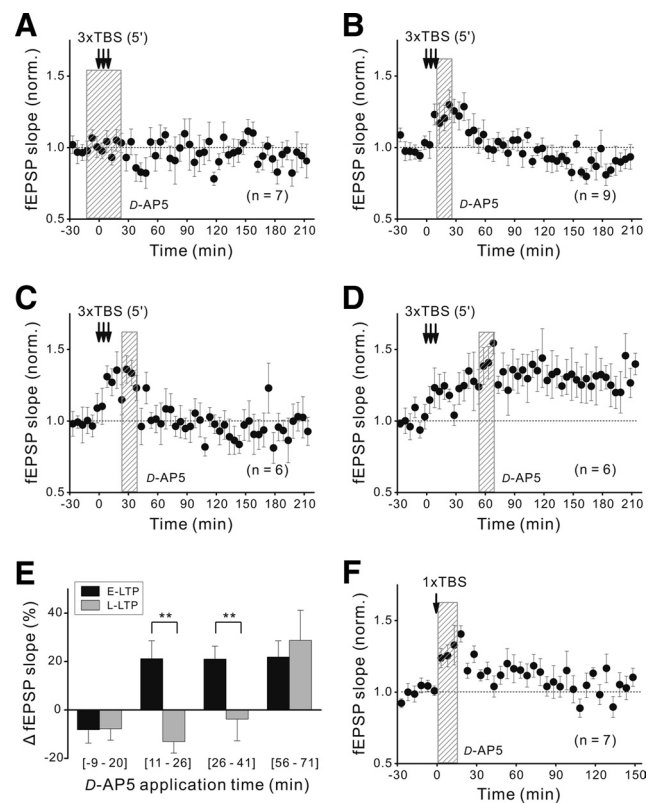 A
3xTBS (5')
fEPSP slope (norm.)
1.5
1.0
0.5
D-AP5
(n = 7)
-30 0 30 60 90 120 150 180 210
Time (min)
B
3xTBS (5')
fEPSP slope (norm.)
1.5
1.0
0.5
D-AP5
(n = 9)
-30 0 30 60 90 120 150 180 210
Time (min)
C
3xTBS (5')
fEPSP slope (norm.)
1.5
1.0
0.5
D-AP5
(n = 6)
-30 0 30 60 90 120 150 180 210
Time (min)
D
3xTBS (5')
fEPSP slope (norm.)
1.5
1.0
0.5
D-AP5
(n = 6)
-30 0 30 60 90 120 150 180 210
Time (min)
E
E-LTP
L-LTP
Δ fEPSP slope (%)
40
20
0
-20
**
**
[-9 - 20] [11 - 26] [26 - 41] [56 - 71]
D-AP5 application time (min)
F
1xTBS
fEPSP slope (norm.)
1.5
1.0
0.5
D-AP5
(n = 7)
-30 0 30 60 90 120 150
Time (min)